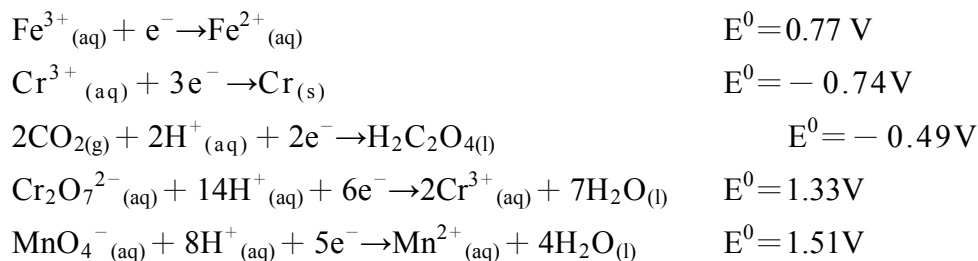 Fe³⁺(aq) + e⁻ → Fe²⁺(aq) E⁰ = 0.77 V
Cr³⁺(aq) + 3e⁻ → Cr(s) E⁰ = − 0.74V
2CO₂(g) + 2H⁺(aq) + 2e⁻ → H₂C₂O₄(l) E⁰ = − 0.49V
Cr₂O₇²⁻(aq) + 14H⁺(aq) + 6e⁻ → 2Cr³⁺(aq) + 7H₂O(l) E⁰ = 1.33V
MnO₄⁻(aq) + 8H⁺(aq) + 5e⁻ → Mn²⁺(aq) + 4H₂O(l) E⁰ = 1.51V